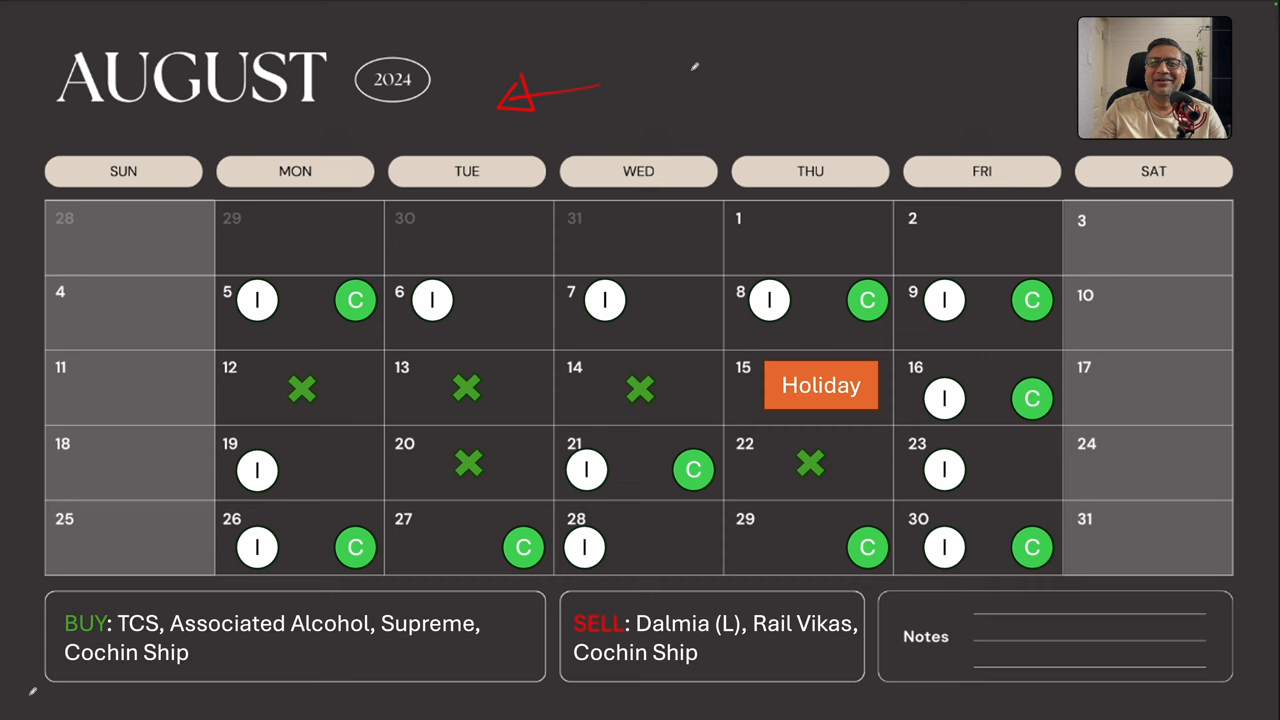 AUGUST 2024
SUN MON TUE WED THU FRI SAT
28 29 30 31 1 2 3
4 5 I C 6 I 7 I 8 I C 9 I C 10
11 12 13 14 15 Holiday 16 I C 17
18 19 I 20 21 I C 22 23 I 24
25 26 I C 27 C 28 I 29 C 30 I C 31
BUY: TCS, Associated Alcohol, Supreme,
Cochin Ship
SELL: Dalmia (L), Rail Vikas,
Cochin Ship
Notes